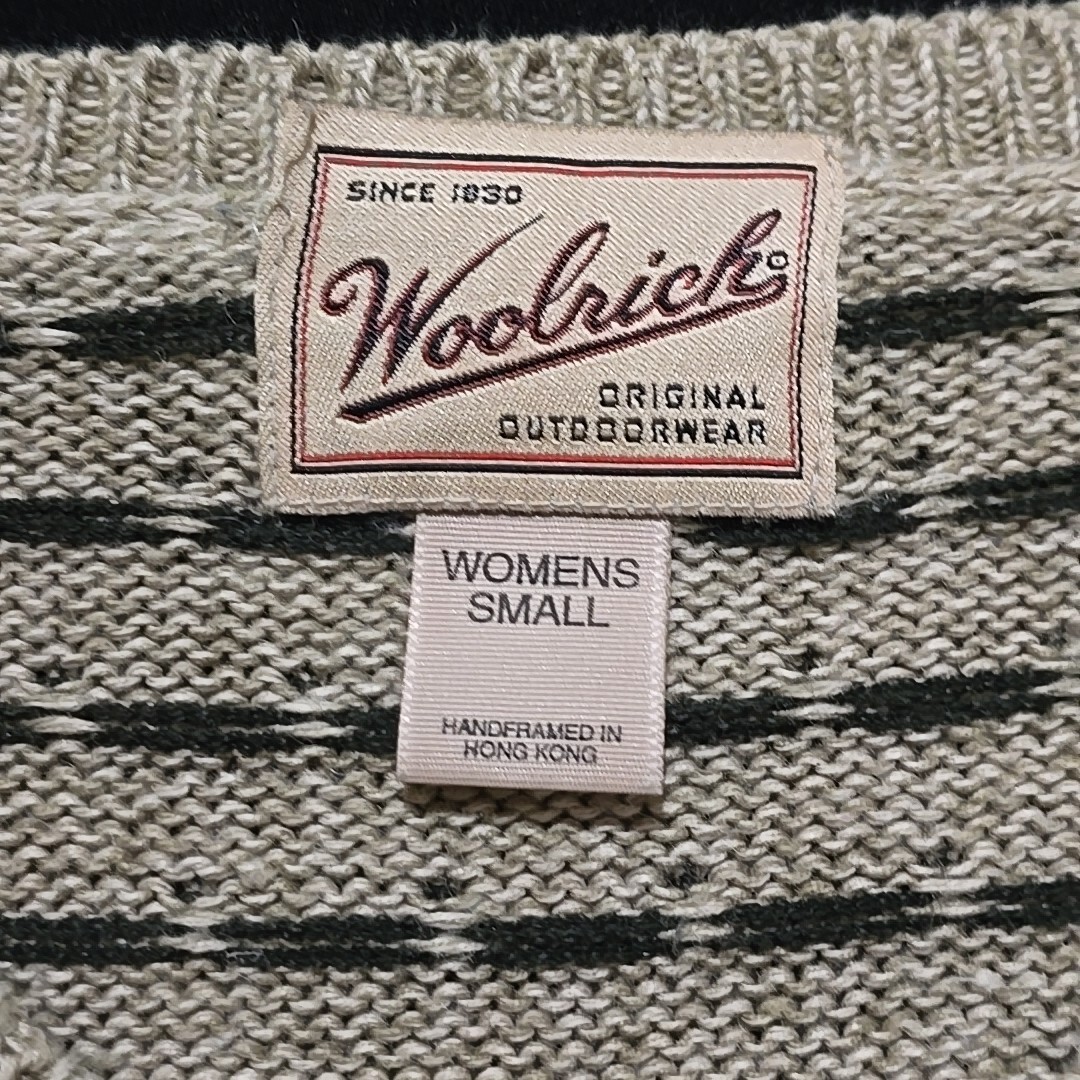 SINCE 1830
Woolrich
ORIGINAL
OUTDOORWEAR
WOMENS
SMALL
HANDFRAMED IN
HONG KONG